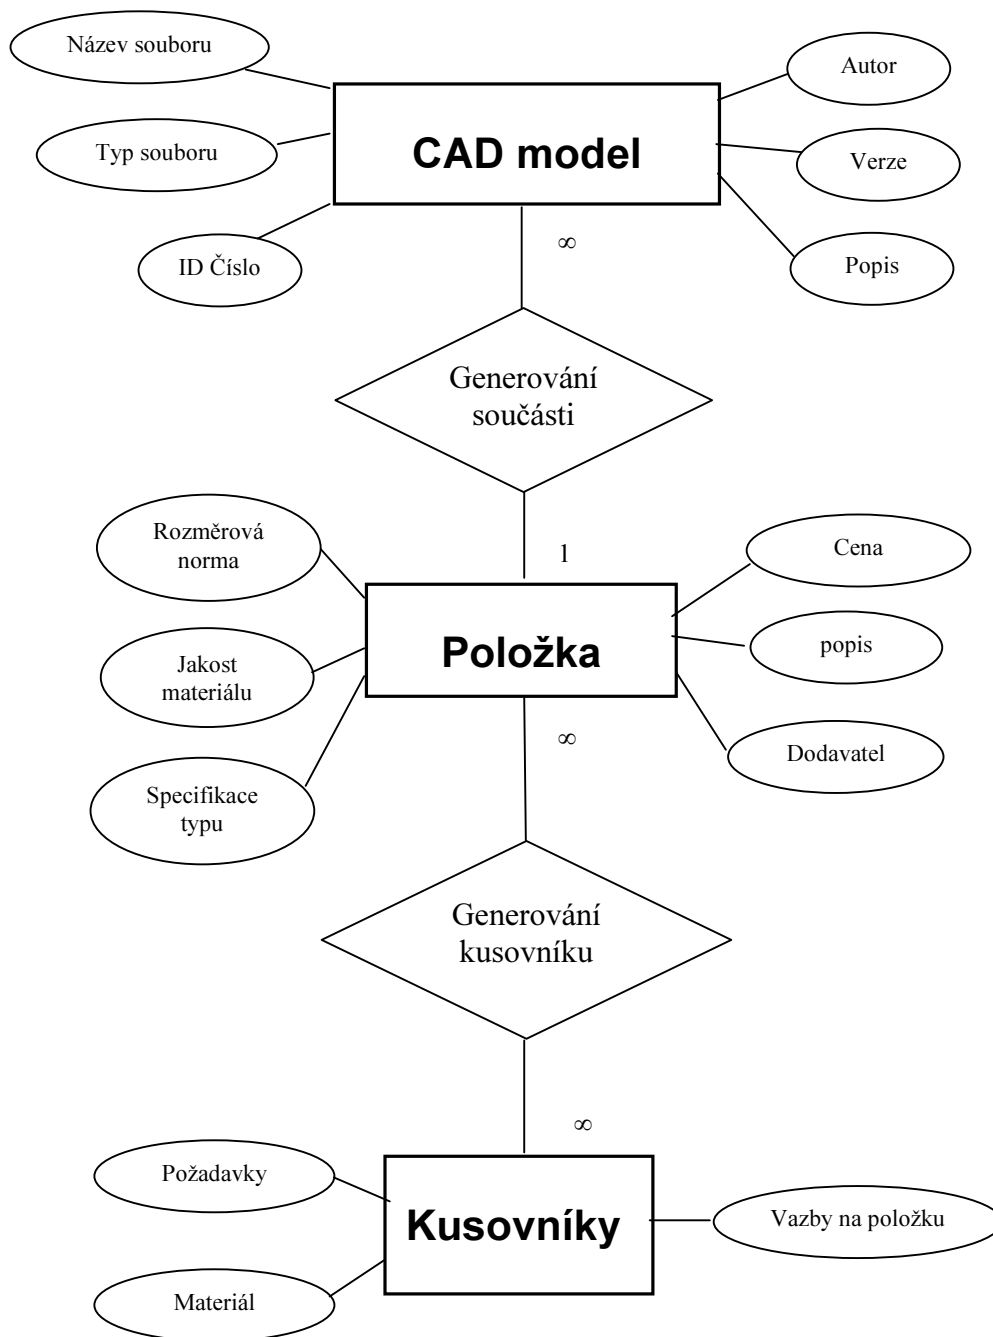 Název souboru
Autor
CAD model
Typ souboru
Verze
∞
ID Číslo
Popis
Generování
součásti
Rozměrová
norma
1
Cena
Položka
Jakost
materiálu
popis
∞
Dodavatel
Specifikace
typu
Generování
kusovníku
∞
Požadavky
Kusovníky
Vazby na položku
Materiál